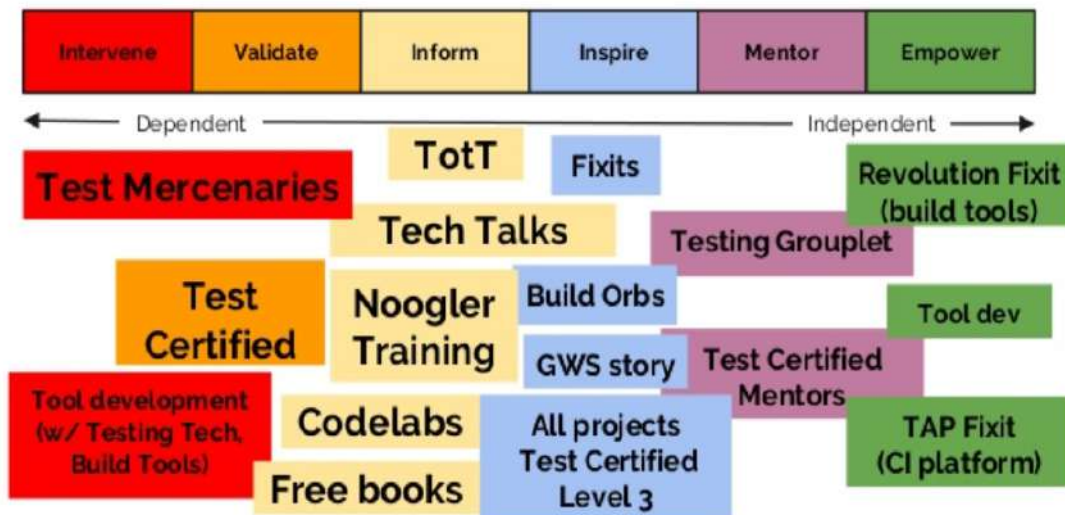 Intervene
Validate
Inform
Inspire
Mentor
Empower
Dependent
Independent
TotT
Fixits
Revolution Fixit
(build tools)
Test Mercenaries
Tech Talks
Testing Grouplet
Test
Certified
Noogler
Training
Build Orbs
Tool dev
GWS story
Test Certified
Mentors
Tool development
(w/ Testing Tech,
Build Tools)
Codelabs
All projects
Test Certified
Level 3
TAP Fixit
(CI platform)
Free books